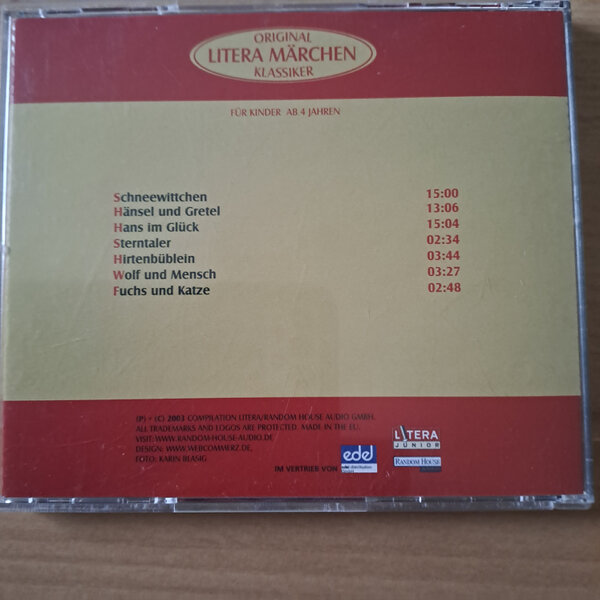 ORIGINAL
LITERA MÄRCHEN
KLASSIKER
FÜR KINDER AB 4 JAHREN
Schneewittchen 15:00
Hänsel und Gretel 13:06
Hans im Glück 15:04
Sterntaler 02:34
Hirtenbüblein 03:44
Wolf und Mensch 03:27
Fuchs und Katze 02:48
(P) + (C) 2003 COMPILATION LITERA/RANDOM HOUSE AUDIO GMBH.
ALL TRADEMARKS AND LOGOS ARE PROTECTED. MADE IN THE EU.
VISIT: WWW.RANDOM-HOUSE-AUDIO.DE
DESIGN: WWW.WEBCOMMERZ.DE,
FOTO: KARIN BLASIG
IM VERTRIEB VON
edel
edel distribution
LITERA
JUNIOR
RANDOM HOUSE